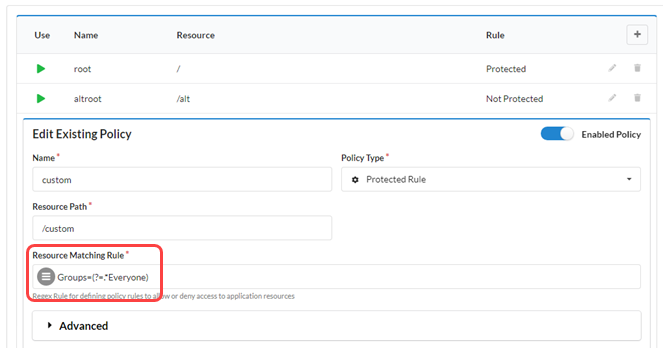 Use Name Resource Rule +
root / Protected
altroot /alt Not Protected
Edit Existing Policy Enabled Policy
Name * Policy Type *
custom Protected Rule
Resource Path *
/custom
Resource Matching Rule *
Groups=(?=.*Everyone)
Regex Rule for defining policy rules to allow or deny access to application resources
Advanced